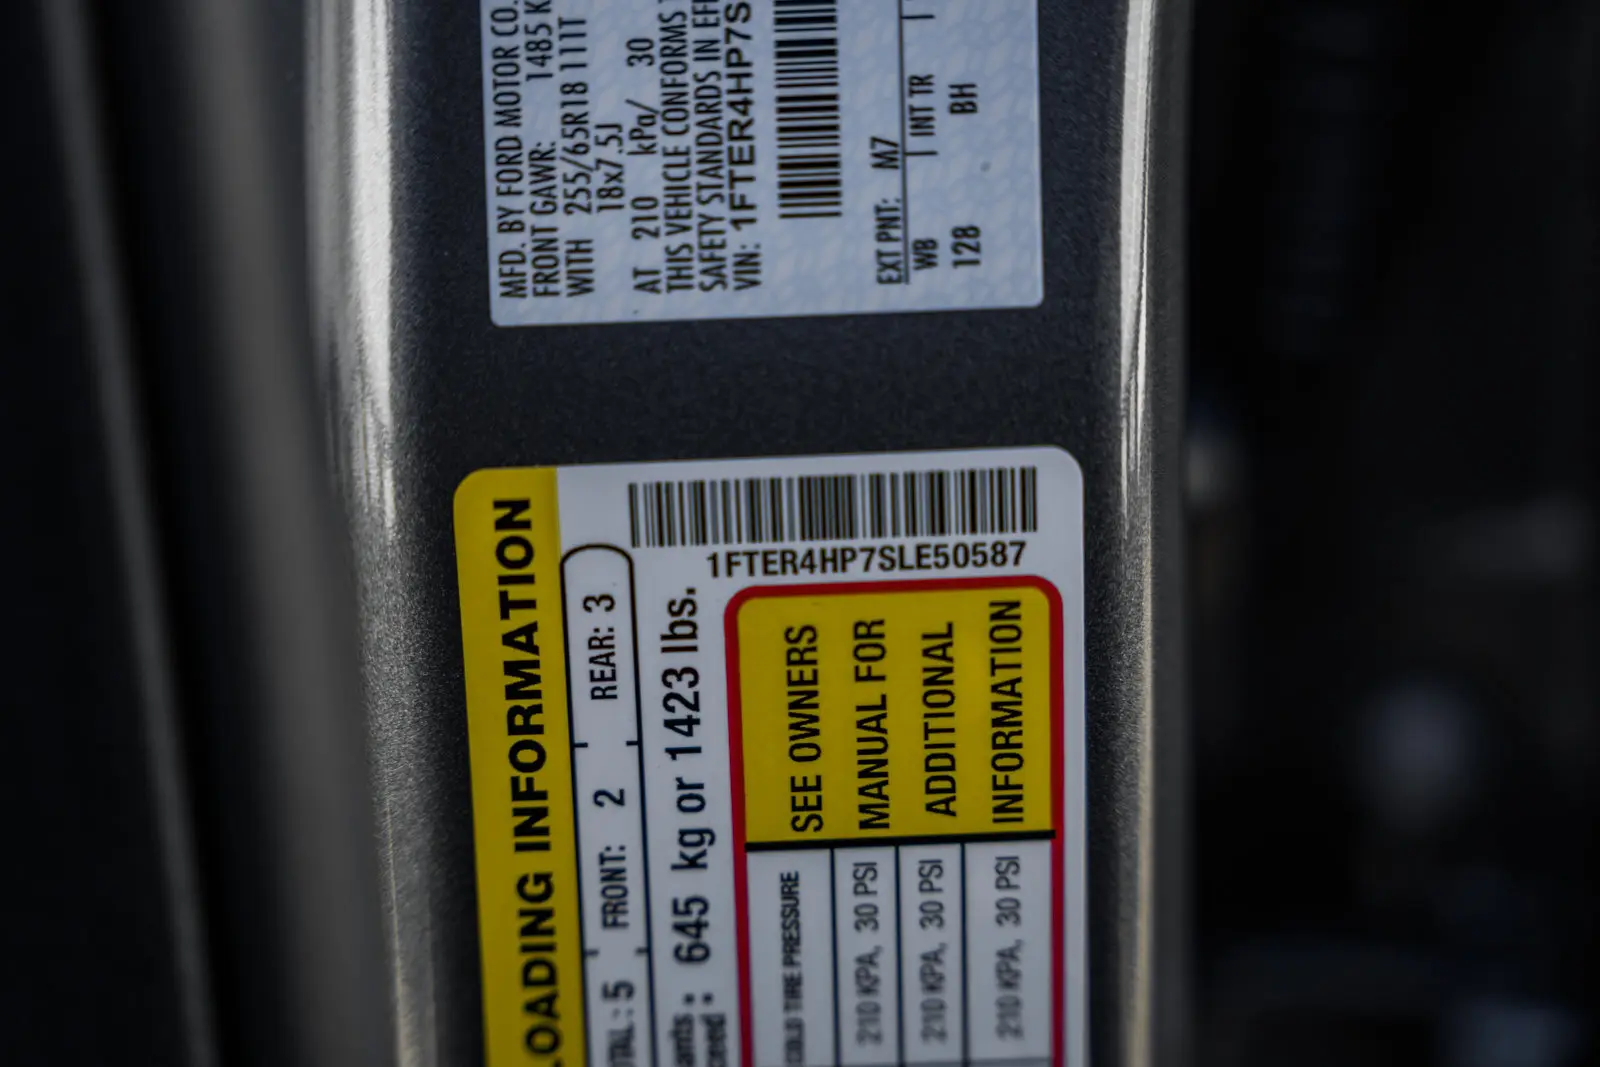 MFD. BY FORD MOTOR CO.
FRONT GAWR: 1485 K
WITH 255/65R18 111T
18x7.5J
AT 210 kPa/ 30
THIS VEHICLE CONFORMS
SAFETY STANDARDS IN EF
VIN: 1FTER4HP7S
EXT PNT: M7
WB INT TR
128 BH
LOADING INFORMATION
TOTAL: 5 FRONT: 2 REAR: 3
ants
ceed : 645 kg or 1423 lbs.
1FTER4HP7SLE50587
COLD TIRE PRESSURE
210 KPA, 30 PSI
210 KPA, 30 PSI
210 KPA, 30 PSI
SEE OWNERS
MANUAL FOR
ADDITIONAL
INFORMATION